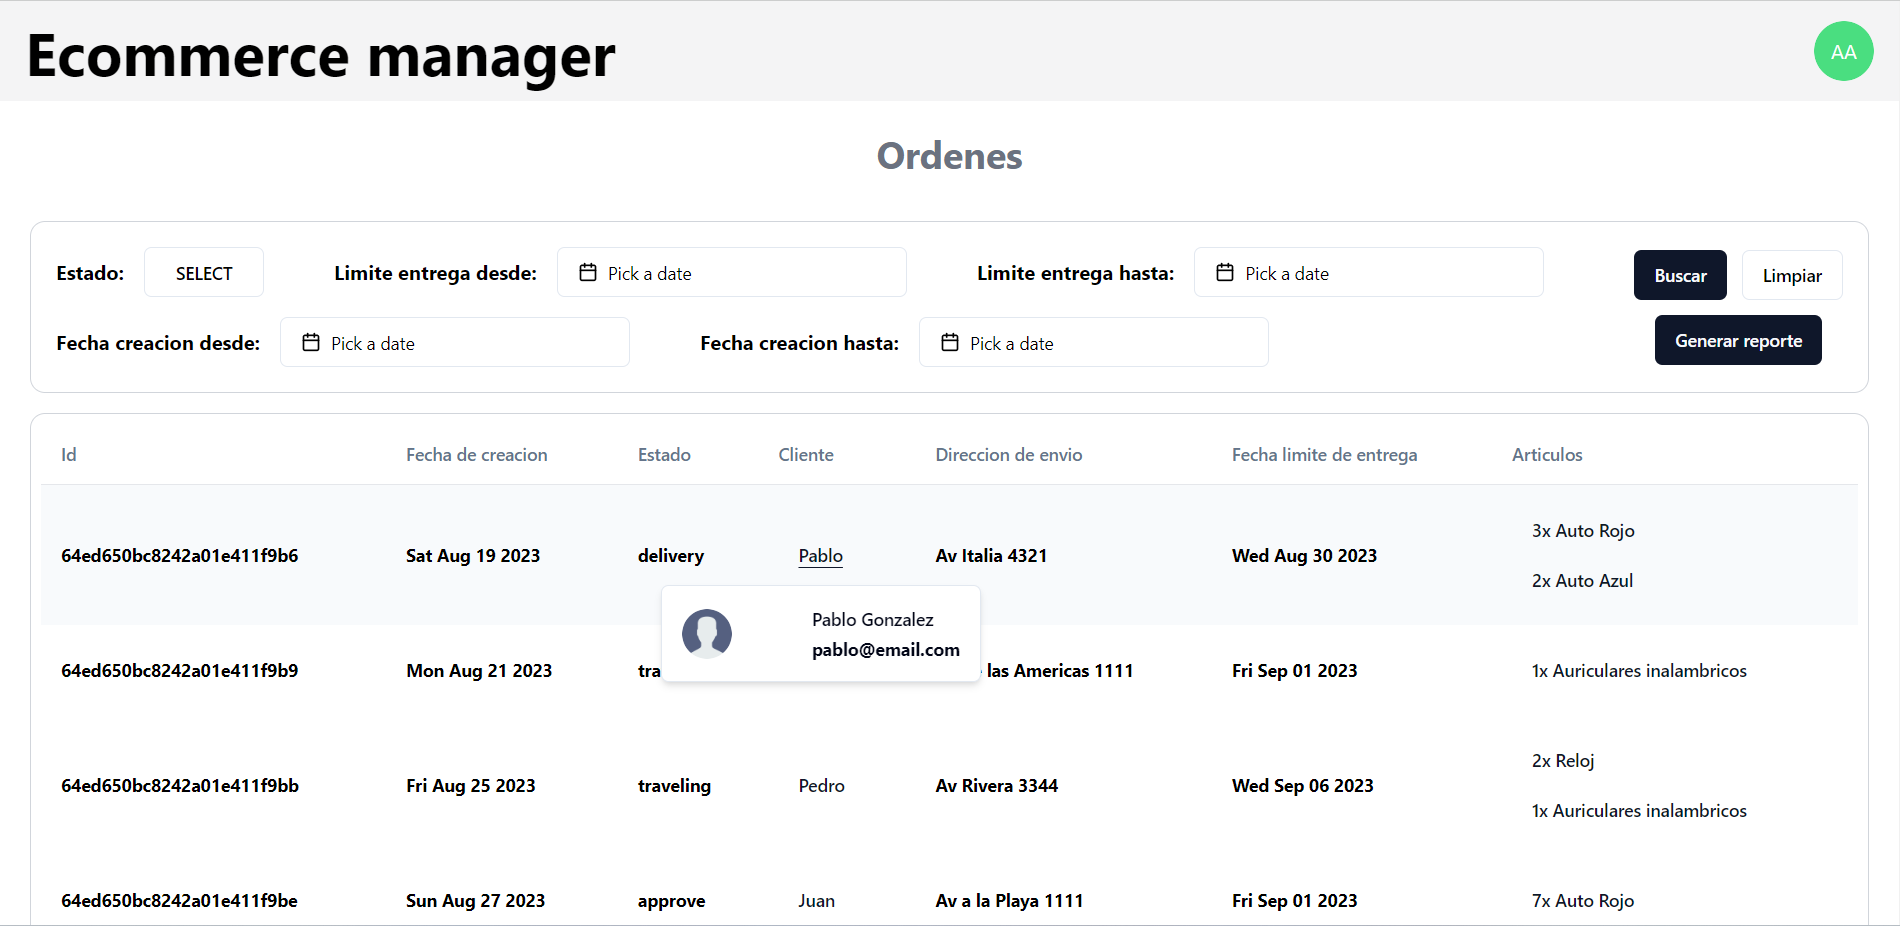 Ecommerce manager
AA
Ordenes
Estado: SELECT Limite entrega desde: Pick a date Limite entrega hasta: Pick a date Buscar Limpiar
Fecha creacion desde: Pick a date Fecha creacion hasta: Pick a date Generar reporte
Id Fecha de creacion Estado Cliente Direccion de envio Fecha limite de entrega Articulos
3x Auto Rojo
64ed650bc8242a01e411f9b6 Sat Aug 19 2023 delivery Pablo Av Italia 4321 Wed Aug 30 2023
2x Auto Azul
Pablo Gonzalez
pablo@email.com
64ed650bc8242a01e411f9b9 Mon Aug 21 2023 tra las Americas 1111 Fri Sep 01 2023 1x Auriculares inalambricos
2x Reloj
64ed650bc8242a01e411f9bb Fri Aug 25 2023 traveling Pedro Av Rivera 3344 Wed Sep 06 2023
1x Auriculares inalambricos
64ed650bc8242a01e411f9be Sun Aug 27 2023 approve Juan Av a la Playa 1111 Fri Sep 01 2023 7x Auto Rojo